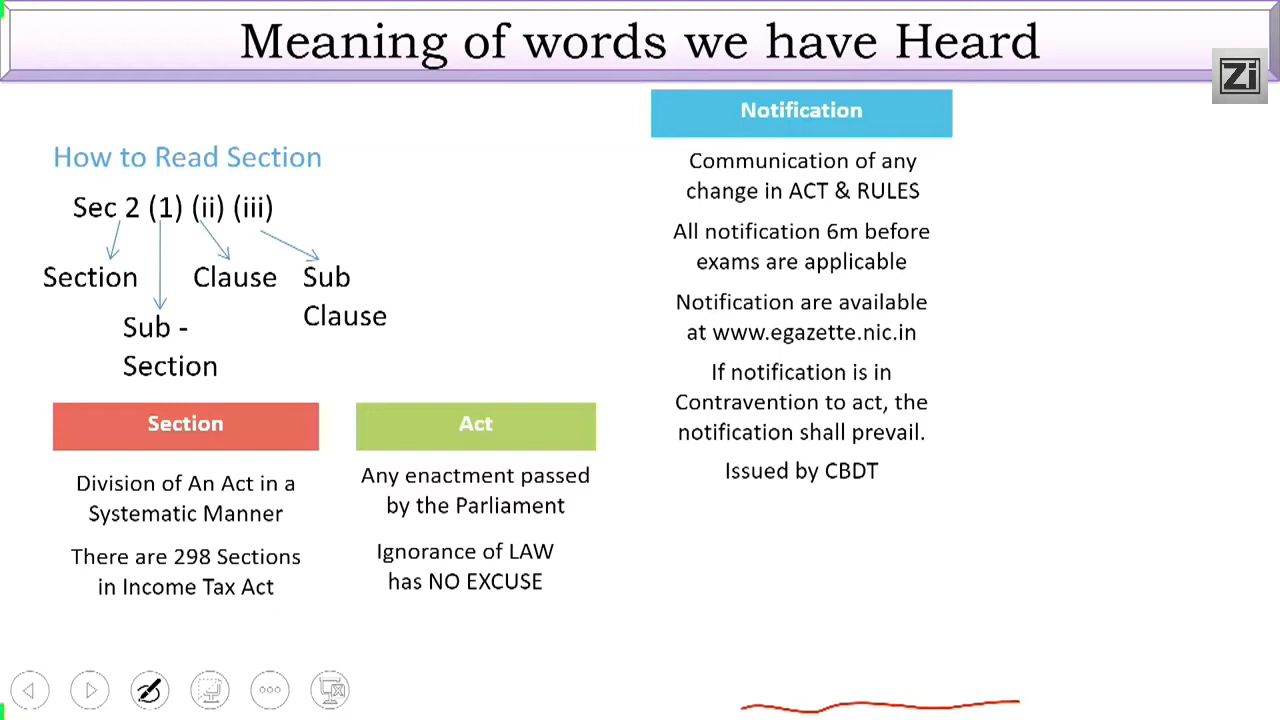 Meaning of words we have Heard
Zi
How to Read Section
Sec 2 (1) (ii) (iii)
Section
Clause
Sub
Clause
Sub -
Section
Section
Division of An Act in a
Systematic Manner
There are 298 Sections
in Income Tax Act
Act
Any enactment passed
by the Parliament
Ignorance of LAW
has NO EXCUSE
Notification
Communication of any
change in ACT & RULES
All notification 6m before
exams are applicable
Notification are available
at www.egazette.nic.in
If notification is in
Contravention to act, the
notification shall prevail.
Issued by CBDT